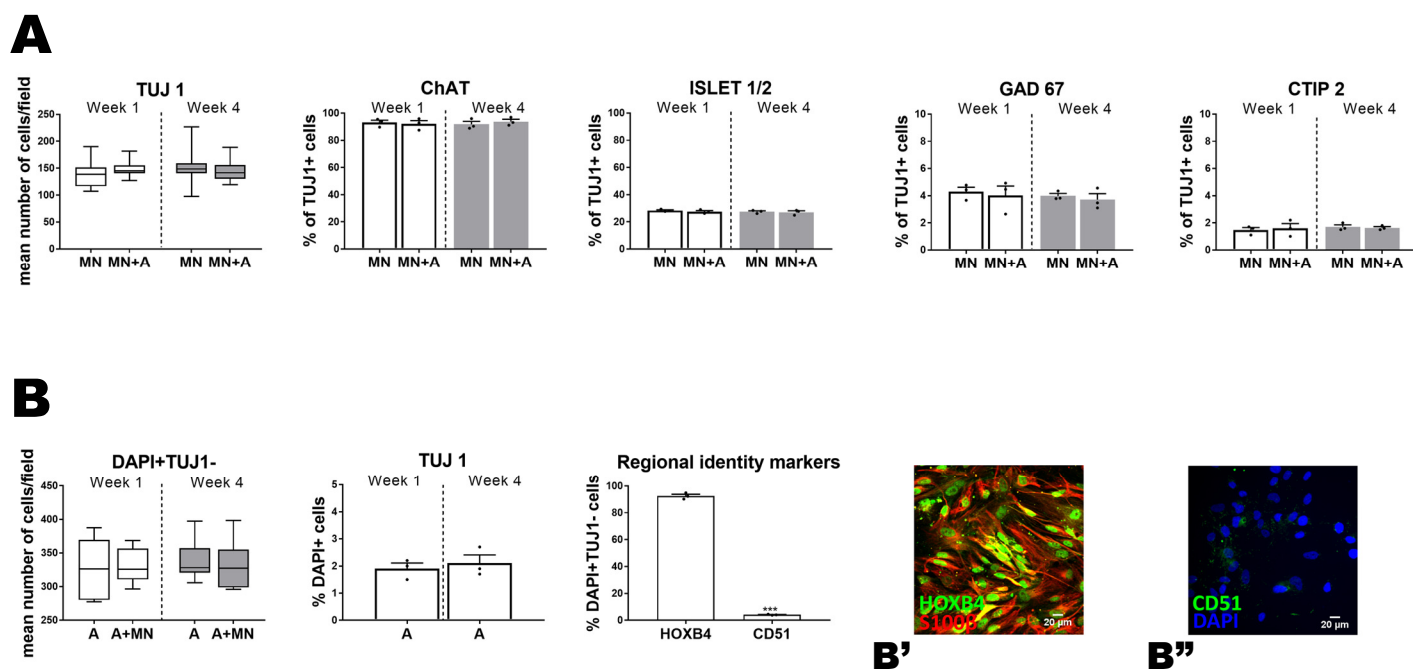 A
TUJ 1
Week 1 Week 4
mean number of cells/field
250
200
150
100
50
0
MN MN+A MN MN+A
ChAT
Week 1 Week 4
% of TUJ1+ cells
100
80
60
40
20
0
MN MN+A MN MN+A
ISLET 1/2
Week 1 Week 4
% of TUJ1+ cells
100
80
60
40
20
0
MN MN+A MN MN+A
GAD 67
Week 1 Week 4
% of TUJ1+ cells
10
8
6
4
2
0
MN MN+A MN MN+A
CTIP 2
Week 1 Week 4
% of TUJ1+ cells
10
8
6
4
2
0
MN MN+A MN MN+A
B
DAPI+TUJ1-
Week 1 Week 4
mean number of cells/field
450
400
350
300
250
A A+MN A A+MN
TUJ 1
Week 1 Week 4
% DAPI+ cells
5
4
3
2
1
0
A A
Regional identity markers
% DAPI+TUJ1- cells
100
80
60
40
20
0
***
HOXB4 CD51
HOXB4
S100β
20 µm
B’
CD51
DAPI
20 µm
B”